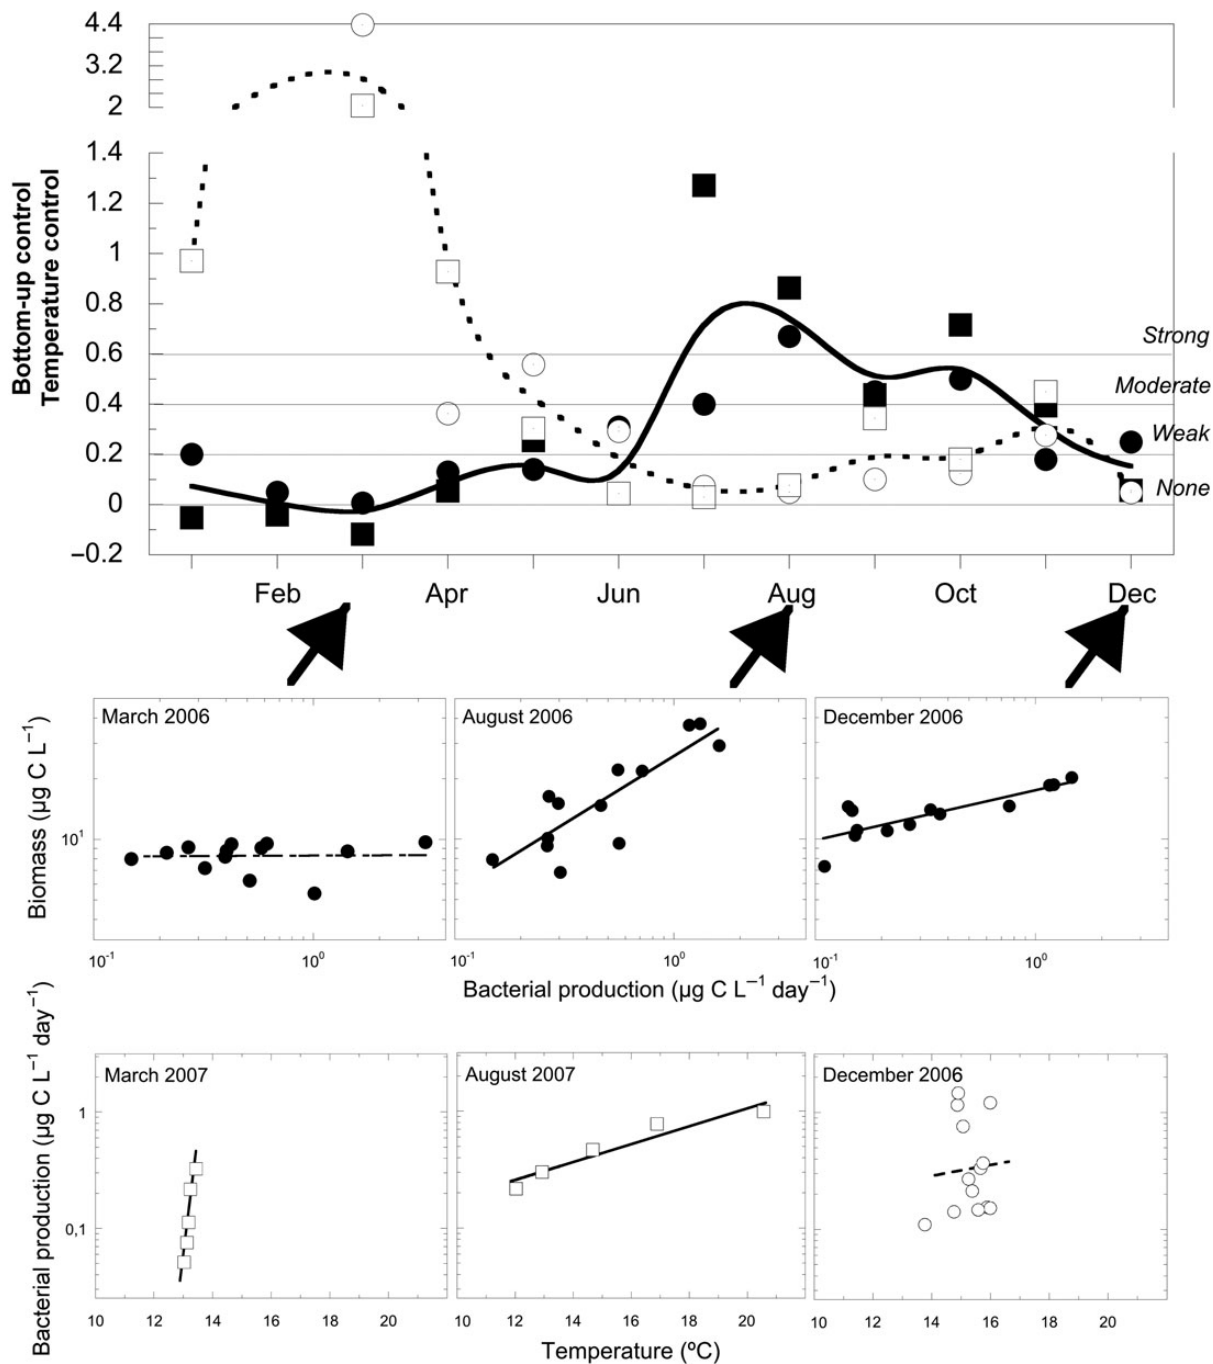 4.4
3.2
2
1.4
1.2
1
0.8
0.6
0.4
0.2
0
–0.2
Bottom-up control
Temperature control
Strong
Moderate
Weak
None
Feb Apr Jun Aug Oct Dec
March 2006 August 2006 December 2006
Biomass (µg C L⁻¹)
10¹
10⁻¹ 10⁰ 10⁻¹ 10⁰ 10⁻¹ 10⁰
Bacterial production (µg C L⁻¹ day⁻¹)
March 2007 August 2007 December 2006
Bacterial production (µg C L⁻¹ day⁻¹)
1
0,1
10 12 14 16 18 20 10 12 14 16 18 20 10 12 14 16 18 20
Temperature (ºC)